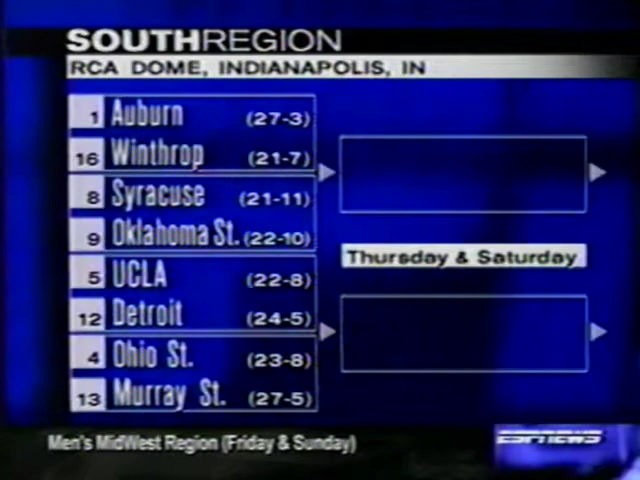 SOUTHREGION
RCA DOME, INDIANAPOLIS, IN
1 Auburn (27-3)
16 Winthrop (21-7)
8 Syracuse (21-11)
9 Oklahoma St. (22-10)
5 UCLA (22-8)
12 Detroit (24-5)
4 Ohio St. (23-8)
13 Murray St. (27-5)
Thursday & Saturday
Men's MidWest Region (Friday & Sunday)
ESPNEWS